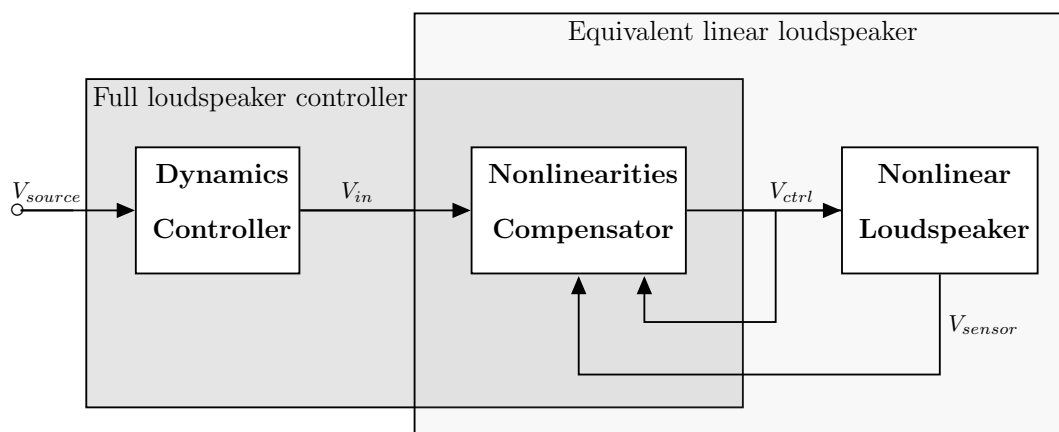 Equivalent linear loudspeaker
Full loudspeaker controller
V_source
Dynamics
Controller
V_in
Nonlinearities
Compensator
V_ctrl
Nonlinear
Loudspeaker
V_sensor